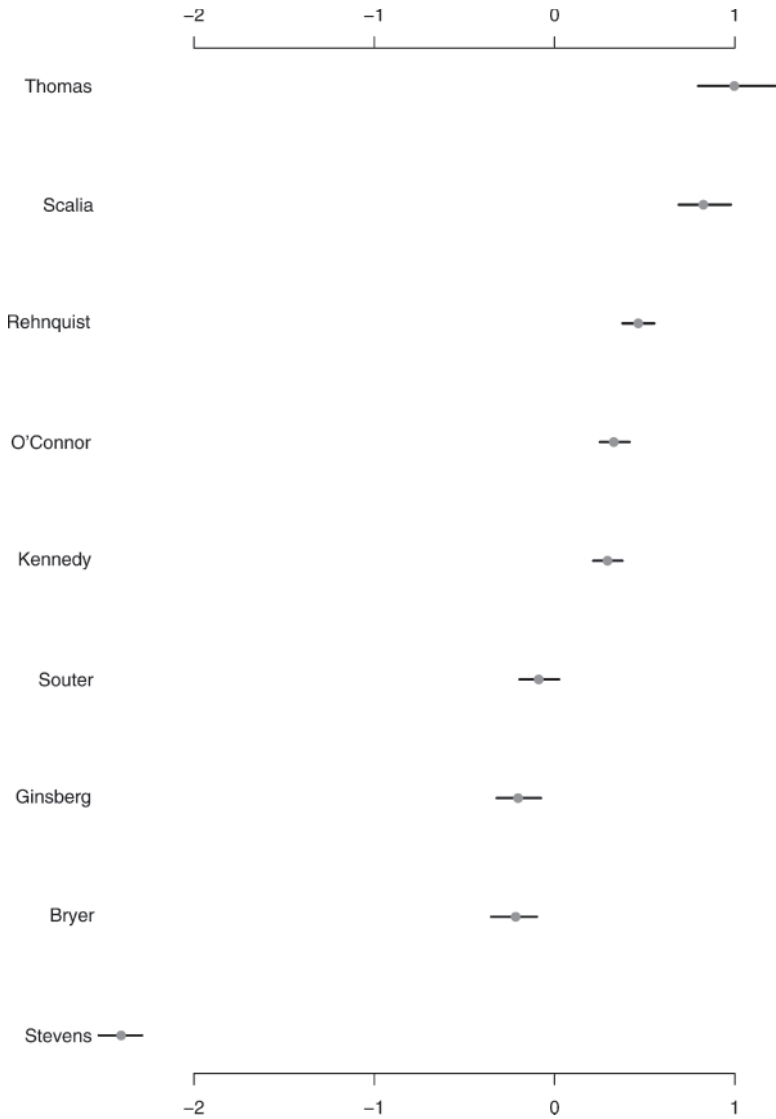 −2 −1 0 1
Thomas
Scalia
Rehnquist
O'Connor
Kennedy
Souter
Ginsberg
Bryer
Stevens
−2 −1 0 1